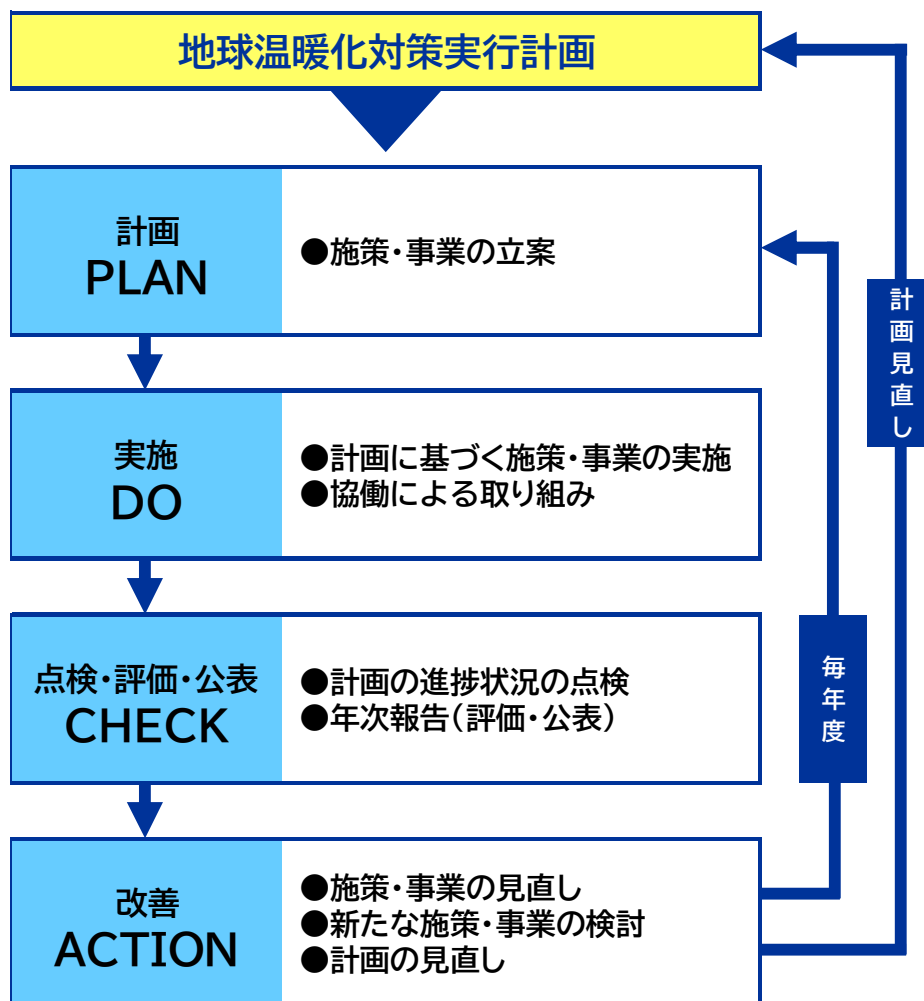 地球温暖化対策実行計画
計画
PLAN
●施策・事業の立案
実施
DO
●計画に基づく施策・事業の実施
●協働による取り組み
点検・評価・公表
CHECK
●計画の進捗状況の点検
●年次報告(評価・公表)
改善
ACTION
●施策・事業の見直し
●新たな施策・事業の検討
●計画の見直し
毎年度
計画見直し